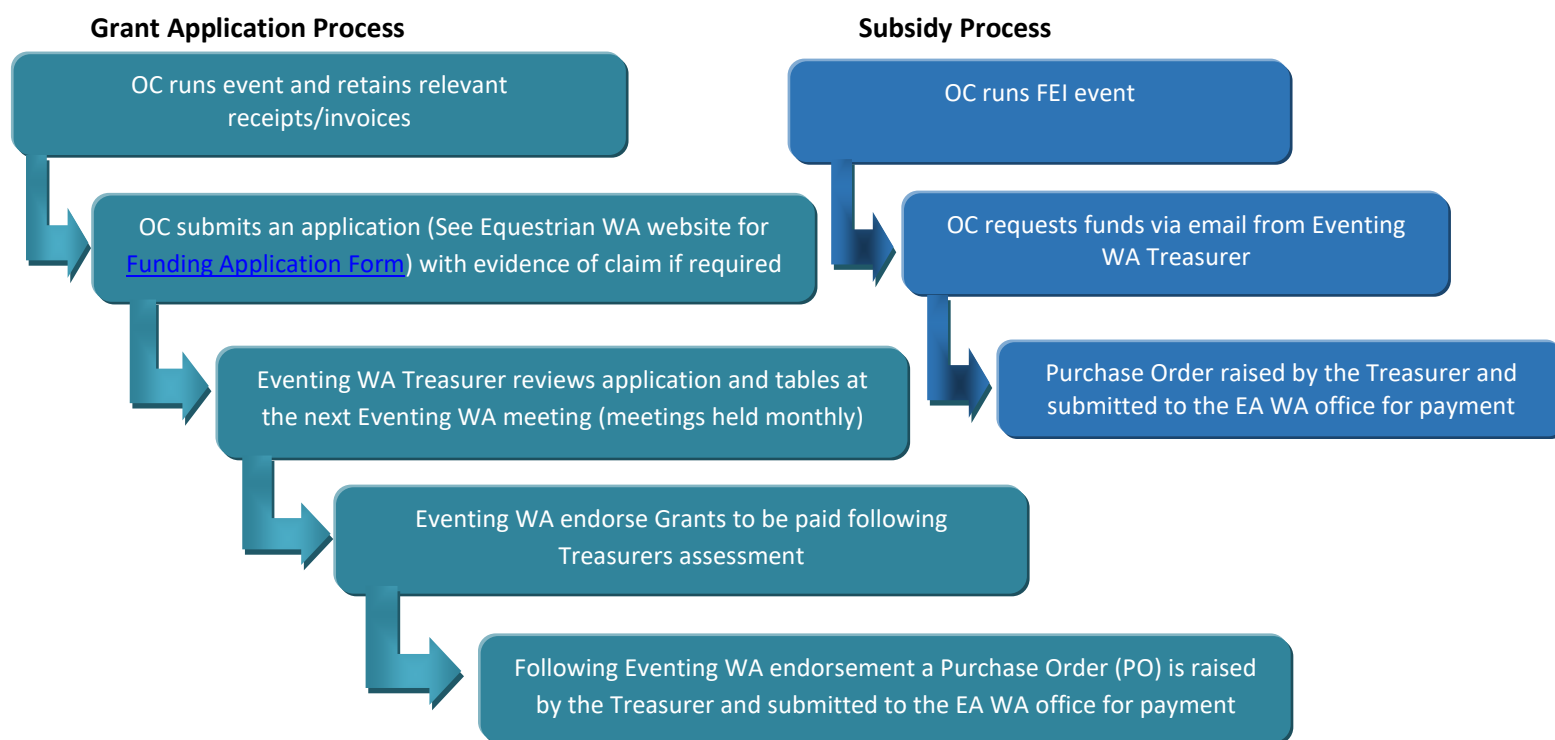 Grant Application Process
OC runs event and retains relevant
receipts/invoices
OC submits an application (See Equestrian WA website for
Funding Application Form) with evidence of claim if required
Eventing WA Treasurer reviews application and tables at
the next Eventing WA meeting (meetings held monthly)
Eventing WA endorse Grants to be paid following
Treasurers assessment
Following Eventing WA endorsement a Purchase Order (PO) is raised
by the Treasurer and submitted to the EA WA office for payment
Subsidy Process
OC runs FEI event
OC requests funds via email from Eventing
WA Treasurer
Purchase Order raised by the Treasurer and
submitted to the EA WA office for payment